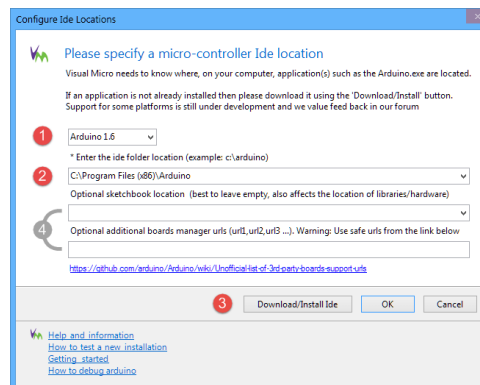 Configure Ide Locations
Please specify a micro-controller Ide location
Visual Micro needs to know where, on your computer, application(s) such as the Arduino.exe are located.
If an application is not already installed then please download it using the 'Download/Install' button.
Support for some platforms is still under development and we value feed back in our forum
1
Arduino 1.6
* Enter the ide folder location (example: c:\arduino)
2
C:\Program Files (x86)\Arduino
Optional sketchbook location (best to leave empty, also affects the location of libraries/hardware)
4
Optional additional boards manager urls (url1,url2,url3 ...). Warning: Use safe urls from the link below
https://github.com/arduino/Arduino/wiki/Unofficial-list-of-3rd-party-boards-support-urls
3
Download/Install Ide
OK
Cancel
Help and information
How to test a new installation
Getting started
How to debug arduino